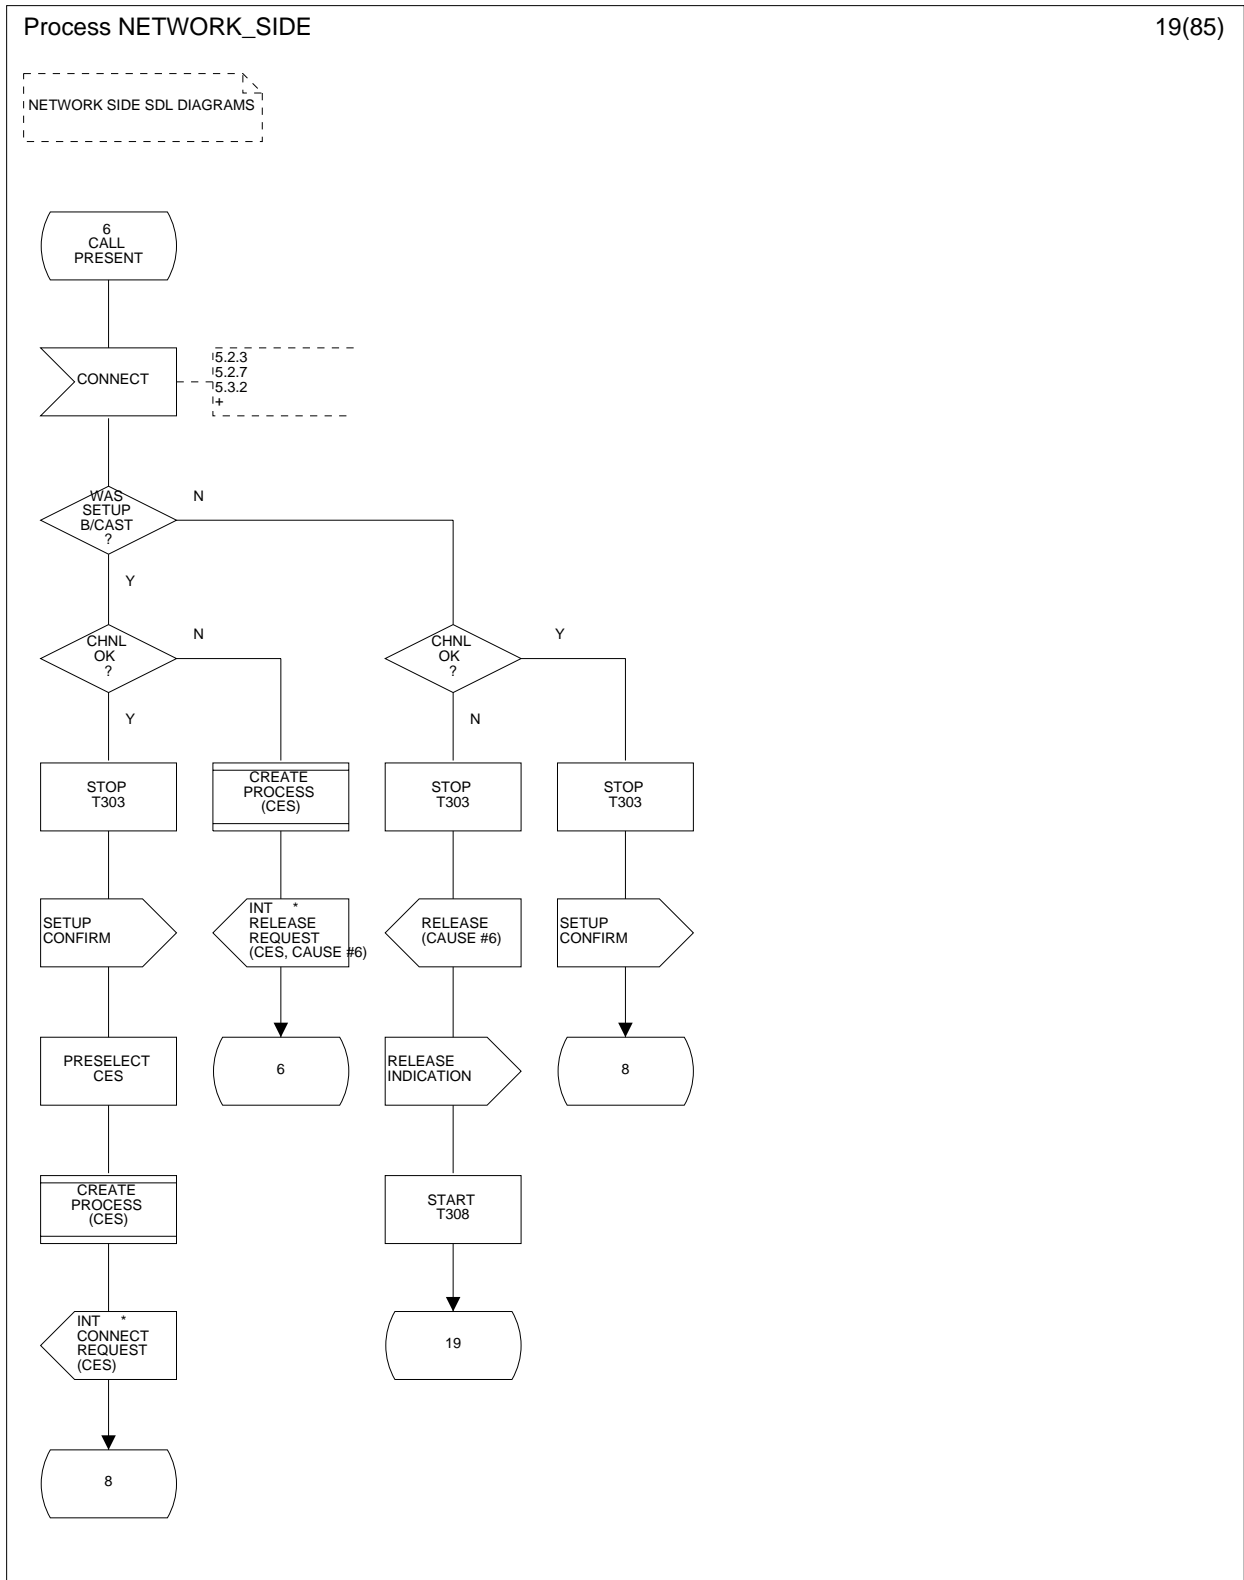 Process NETWORK_SIDE
19(85)
NETWORK SIDE SDL DIAGRAMS
6
CALL
PRESENT
CONNECT
5.2.3
5.2.7
5.3.2
+
WAS
SETUP
B/CAST
?
N
Y
CHNL
OK
?
N
Y
CHNL
OK
?
Y
N
STOP
T303
CREATE
PROCESS
(CES)
STOP
T303
STOP
T303
SETUP
CONFIRM
INT *
RELEASE
REQUEST
(CES, CAUSE #6)
RELEASE
(CAUSE #6)
SETUP
CONFIRM
PRESELECT
CES
6
RELEASE
INDICATION
8
CREATE
PROCESS
(CES)
START
T308
INT *
CONNECT
REQUEST
(CES)
19
8